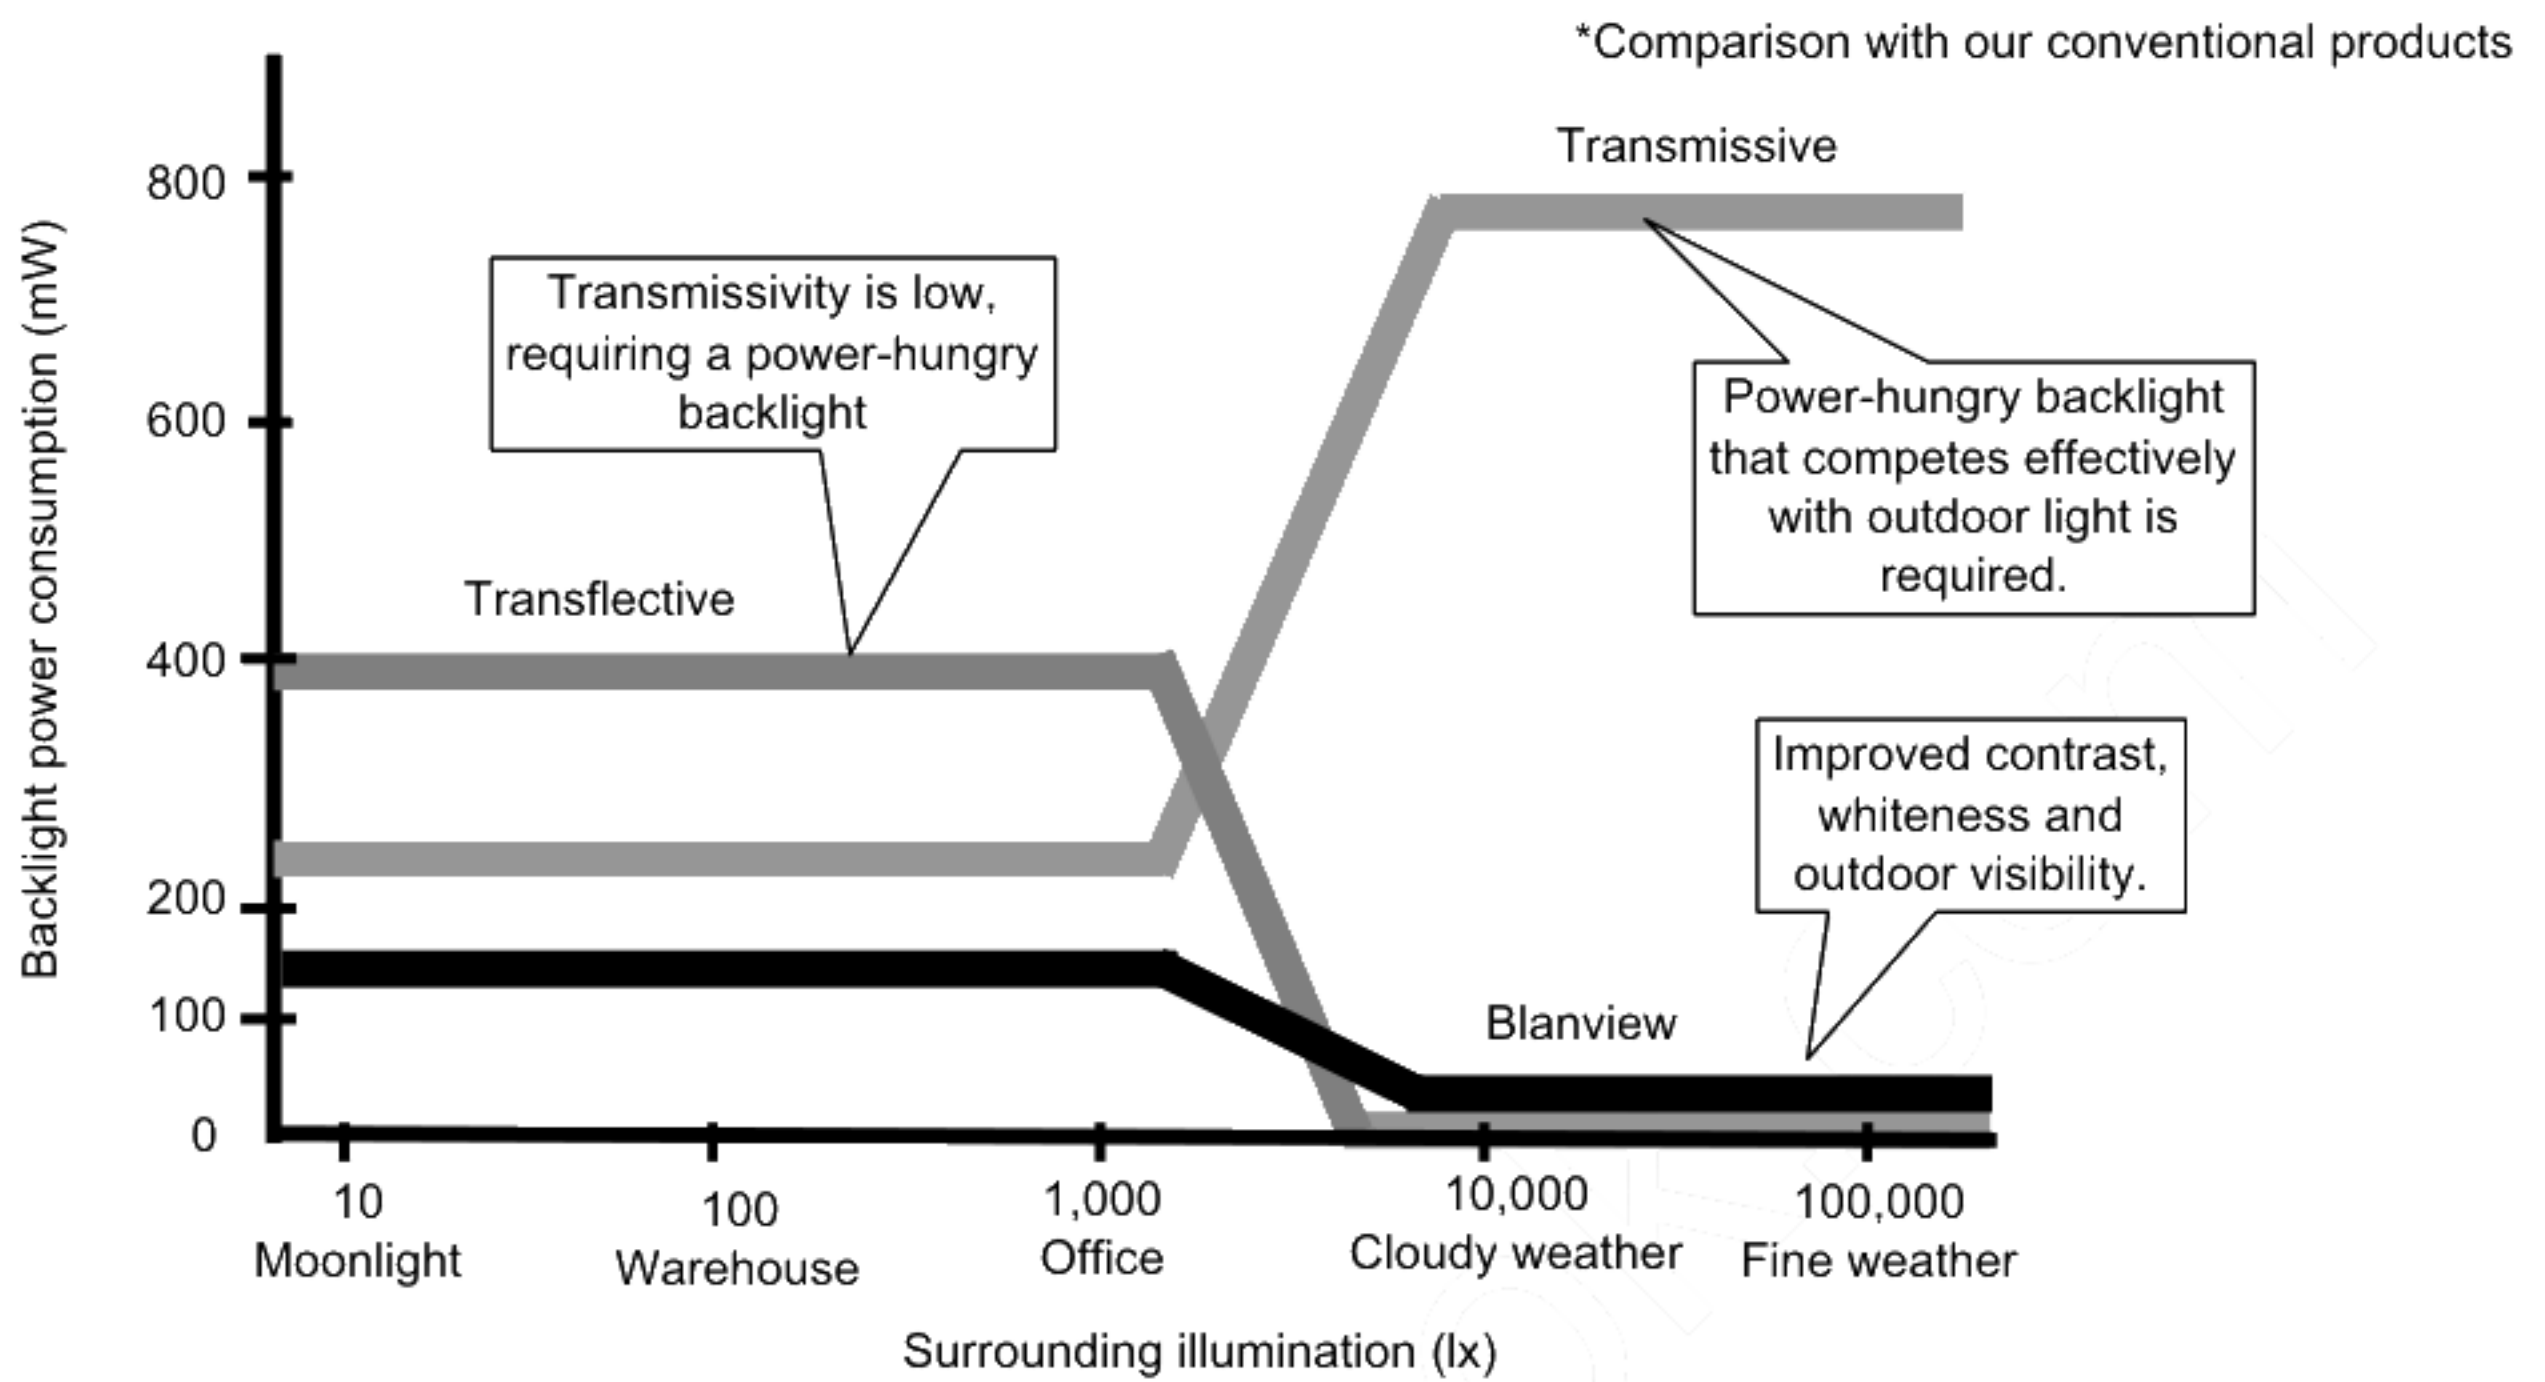 *Comparison with our conventional products
Transmissive
800
Transmissivity is low,
requiring a power-hungry
backlight
Power-hungry backlight
that competes effectively
with outdoor light is
required.
600
Backlight power consumption (mW)
Transflective
400
Improved contrast,
whiteness and
outdoor visibility.
200
100
Blanview
0
10
100
1,000
10,000
100,000
Moonlight
Warehouse
Office
Cloudy weather
Fine weather
Surrounding illumination (lx)